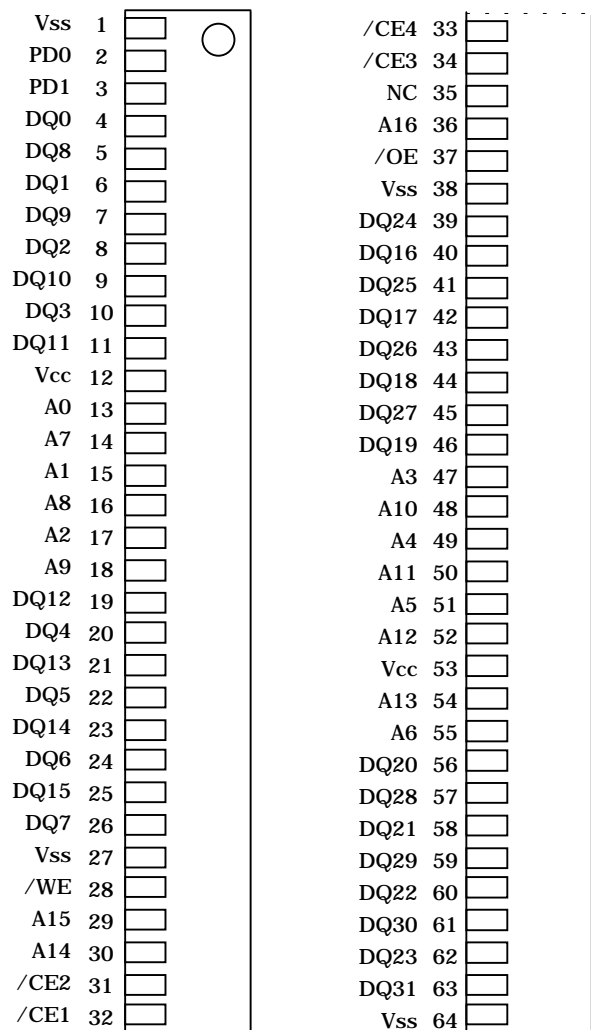 Vss 1
PD0 2
PD1 3
DQ0 4
DQ8 5
DQ1 6
DQ9 7
DQ2 8
DQ10 9
DQ3 10
DQ11 11
Vcc 12
A0 13
A7 14
A1 15
A8 16
A2 17
A9 18
DQ12 19
DQ4 20
DQ13 21
DQ5 22
DQ14 23
DQ6 24
DQ15 25
DQ7 26
Vss 27
/WE 28
A15 29
A14 30
/CE2 31
/CE1 32
/CE4 33
/CE3 34
NC 35
A16 36
/OE 37
Vss 38
DQ24 39
DQ16 40
DQ25 41
DQ17 42
DQ26 43
DQ18 44
DQ27 45
DQ19 46
A3 47
A10 48
A4 49
A11 50
A5 51
A12 52
Vcc 53
A13 54
A6 55
DQ20 56
DQ28 57
DQ21 58
DQ29 59
DQ22 60
DQ30 61
DQ23 62
DQ31 63
Vss 64